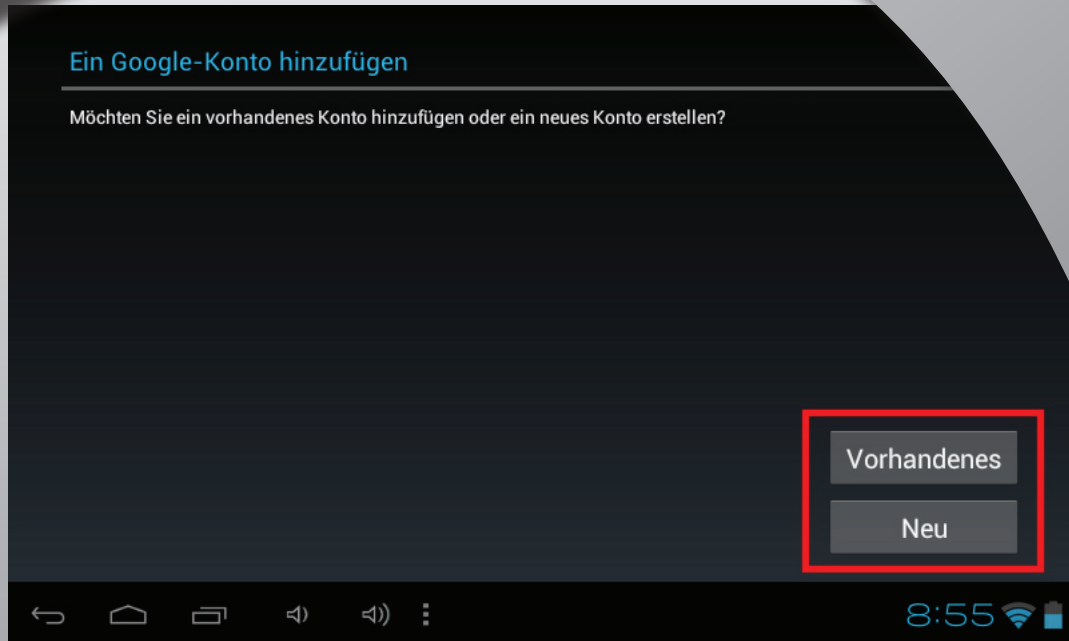 Ein Google-Konto hinzufügen
Möchten Sie ein vorhandenes Konto hinzufügen oder ein neues Konto erstellen?
Vorhandenes
Neu
8:55